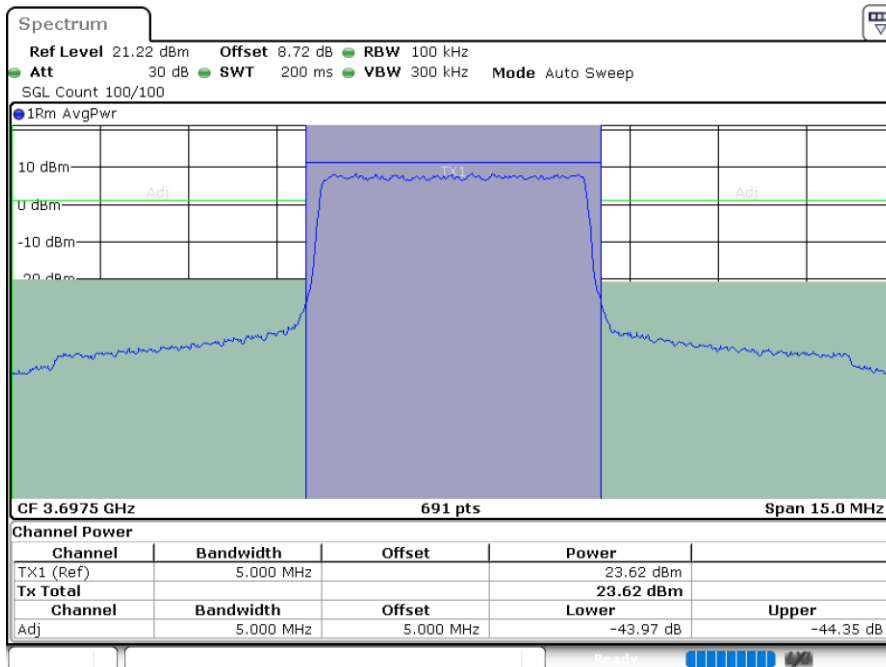 Spectrum
Ref Level 21.22 dBm Offset 8.72 dB RBW 100 kHz
Att 30 dB SWT 200 ms VBW 300 kHz Mode Auto Sweep
SGL Count 100/100
1Rm AvgPwr
10 dBm
TX1
Adj Adj
0 dBm
-10 dBm
-20 dBm
CF 3.6975 GHz 691 pts Span 15.0 MHz
Channel Power
Channel Bandwidth Offset Power
TX1 (Ref) 5.000 MHz 23.62 dBm
Tx Total 23.62 dBm
Channel Bandwidth Offset Lower Upper
Adj 5.000 MHz 5.000 MHz -43.97 dB -44.35 dB
Ready